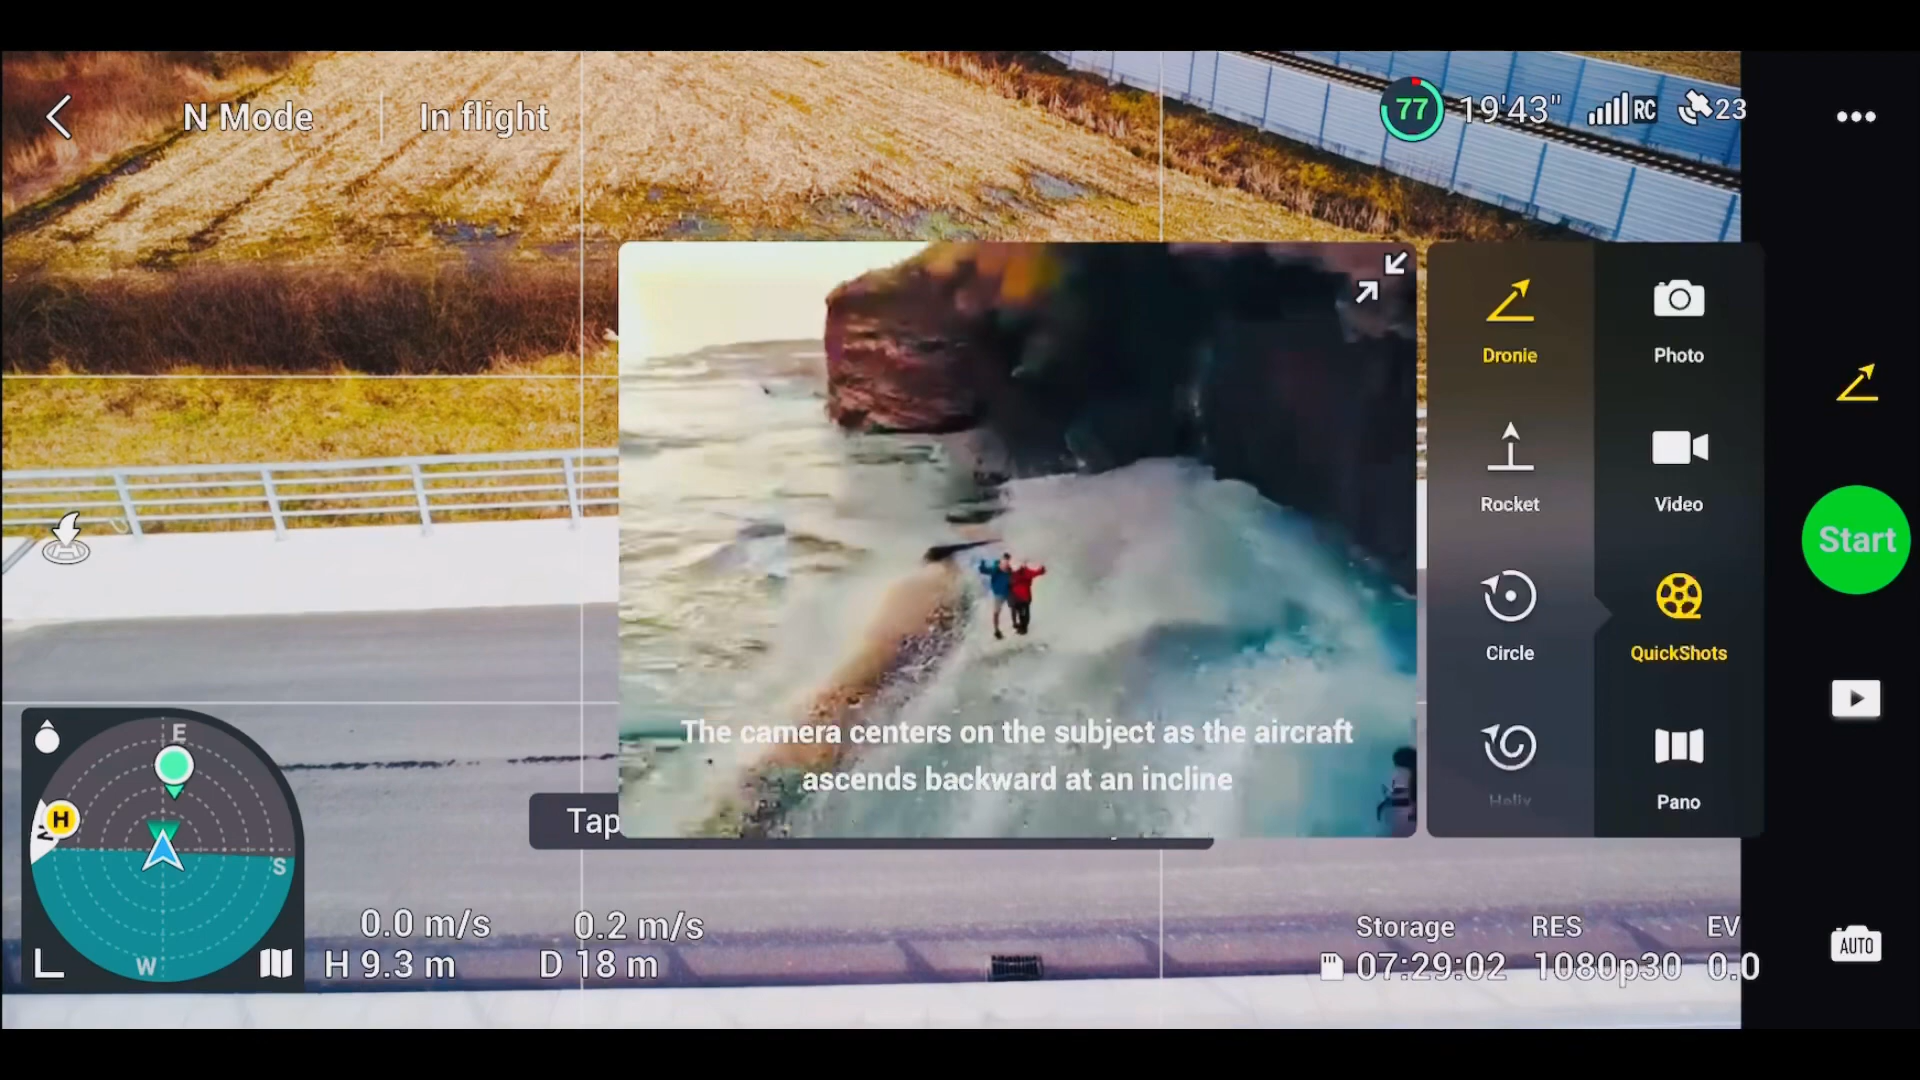 N Mode
In flight
77
19'43"
RC
23
Dronie
Photo
Rocket
Video
Start
Circle
QuickShots
The camera centers on the subject as the aircraft
ascends backward at an incline
Helix
Pano
Tap
E
H
N
S
W
0.0 m/s
0.2 m/s
H 9.3 m
D 18 m
Storage
RES
EV
07:29:02
1080p30
0.0
AUTO